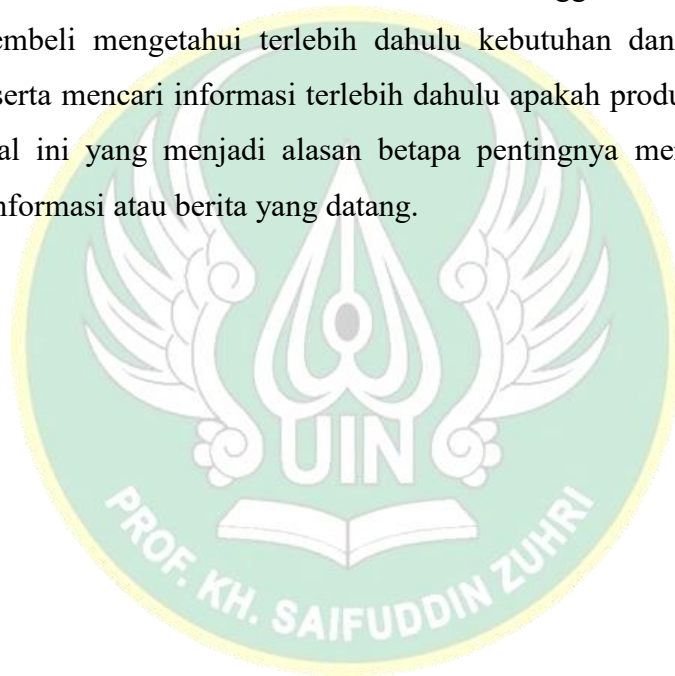 embeli mengetahui terlebih dahulu kebutuhan dan
serta mencari informasi terlebih dahulu apakah produ
al ini yang menjadi alasan betapa pentingnya me
nformasi atau berita yang datang.
UIN
PROF. KH. SAIFUDDIN ZUHRI